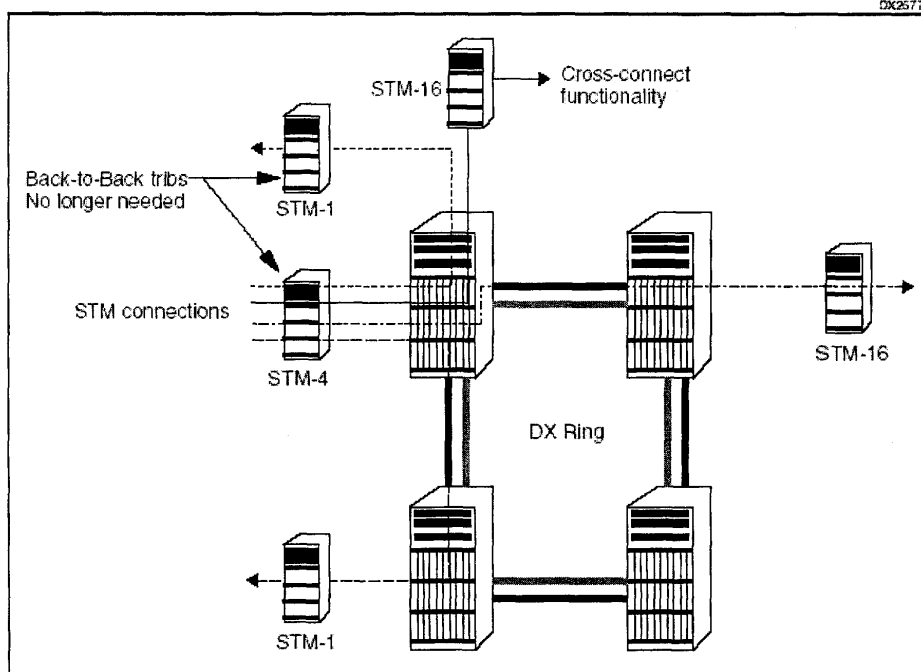 DX2577
STM-16
Cross-connect
functionality
Back-to-Back tribs
No longer needed
STM-1
STM connections
STM-4
STM-16
DX Ring
STM-1